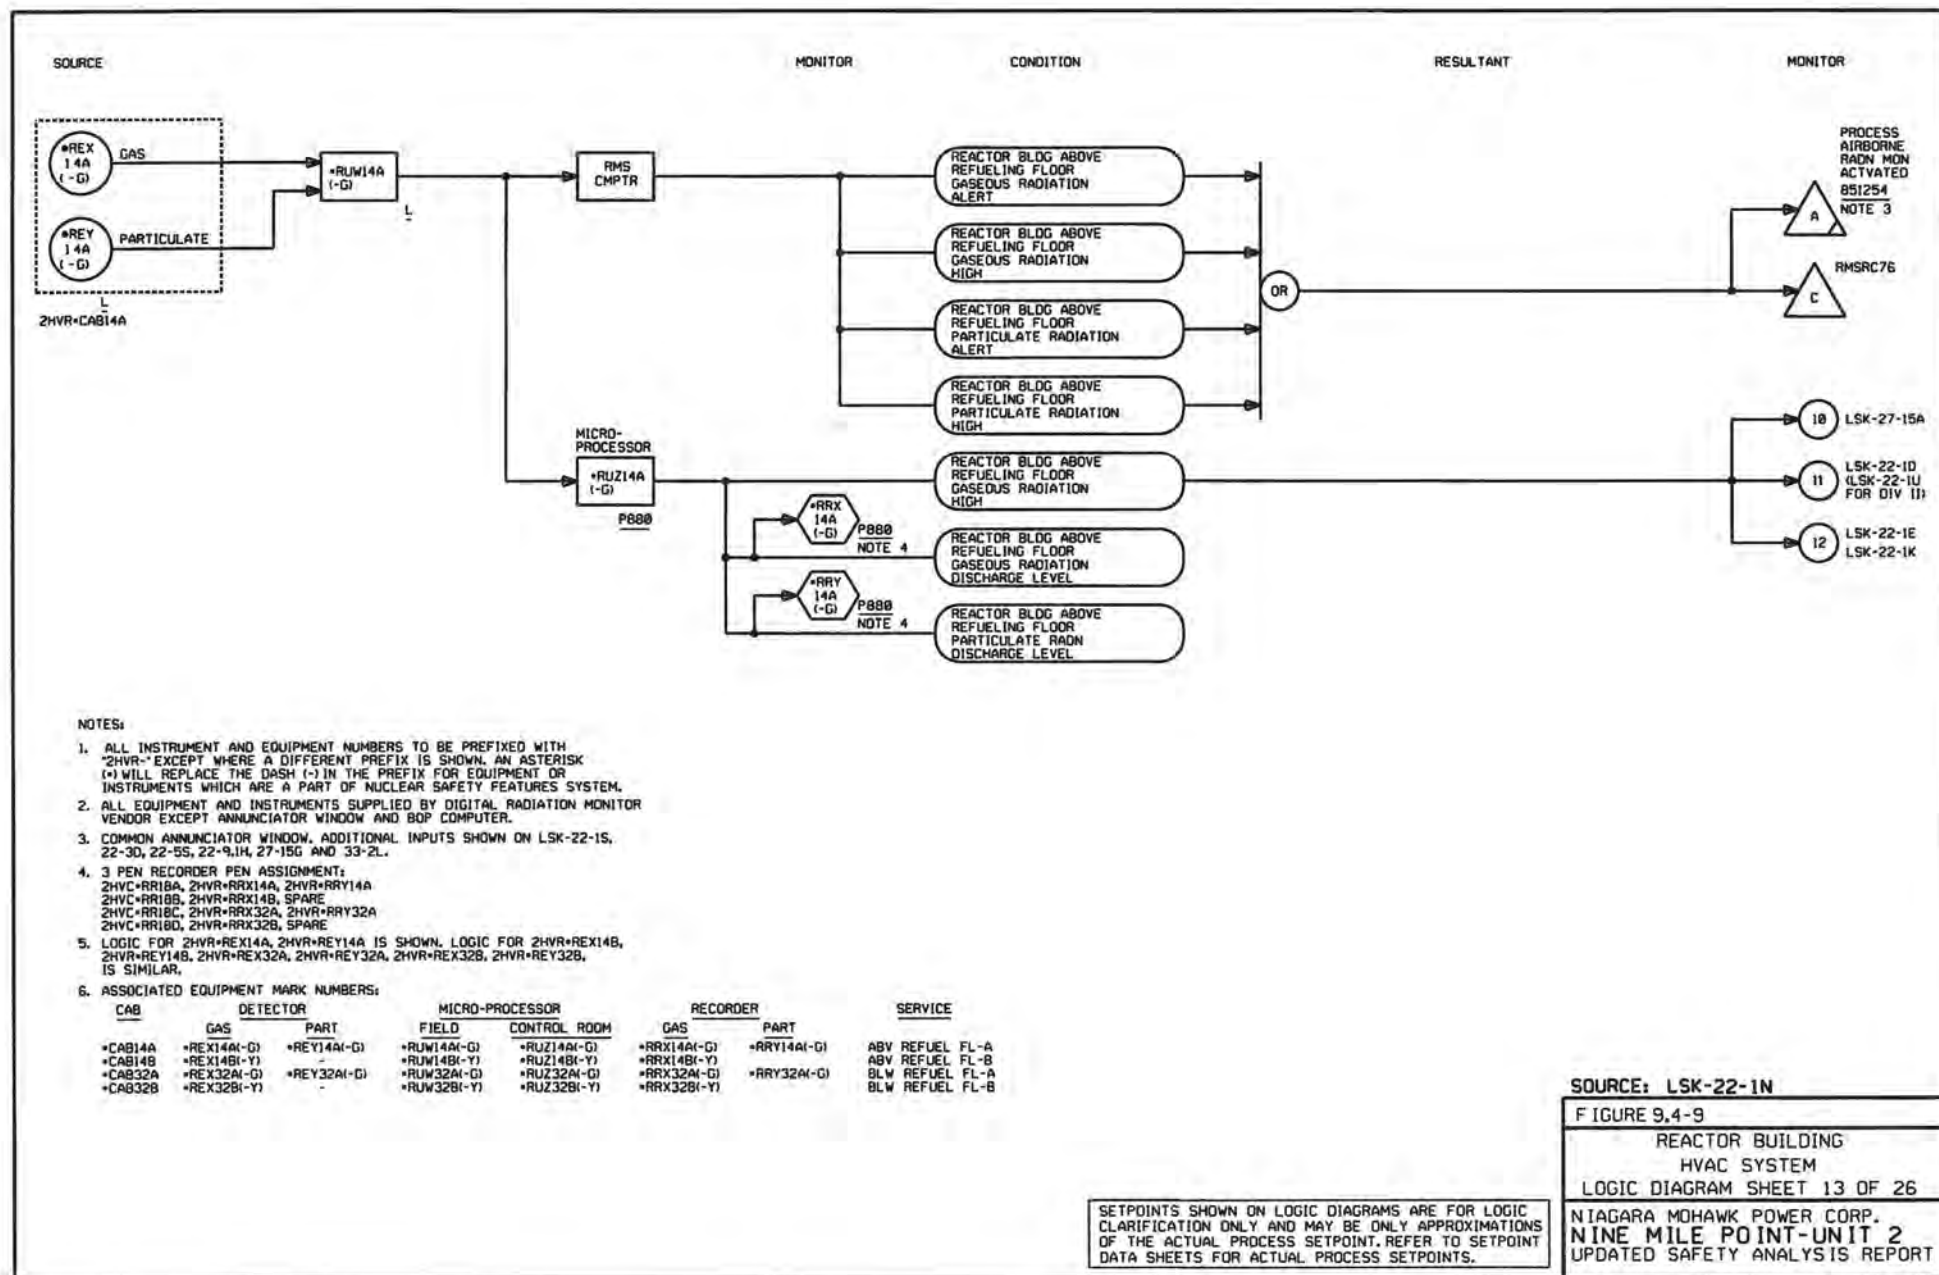 SOURCE
MONITOR
CONDITION
RESULTANT
MONITOR
*REX
14A
(-G)
GAS
*REY
14A
(-G)
PARTICULATE
L
2HVR*CAB14A
*RUW14A
(-G)
L
RMS
CMPTR
MICRO-
PROCESSOR
*RUZ14A
(-G)
P880
REACTOR BLDG ABOVE
REFUELING FLOOR
GASEOUS RADIATION
ALERT
REACTOR BLDG ABOVE
REFUELING FLOOR
GASEOUS RADIATION
HIGH
REACTOR BLDG ABOVE
REFUELING FLOOR
PARTICULATE RADIATION
ALERT
REACTOR BLDG ABOVE
REFUELING FLOOR
PARTICULATE RADIATION
HIGH
REACTOR BLDG ABOVE
REFUELING FLOOR
GASEOUS RADIATION
HIGH
*RRX
14A
(-G)
P880
NOTE 4
REACTOR BLDG ABOVE
REFUELING FLOOR
GASEOUS RADIATION
DISCHARGE LEVEL
*RRY
14A
(-G)
P880
NOTE 4
REACTOR BLDG ABOVE
REFUELING FLOOR
PARTICULATE RADN
DISCHARGE LEVEL
OR
PROCESS
AIRBORNE
RADN MON
ACTVATED
851254
NOTE 3
A
C
RMSRC76
10
LSK-27-15A
11
LSK-22-1D
(LSK-22-1U
FOR DIV II)
12
LSK-22-1E
LSK-22-1K
NOTES:
1. ALL INSTRUMENT AND EQUIPMENT NUMBERS TO BE PREFIXED WITH
"2HVR-" EXCEPT WHERE A DIFFERENT PREFIX IS SHOWN. AN ASTERISK
(*) WILL REPLACE THE DASH (-) IN THE PREFIX FOR EQUIPMENT OR
INSTRUMENTS WHICH ARE A PART OF NUCLEAR SAFETY FEATURES SYSTEM.
2. ALL EQUIPMENT AND INSTRUMENTS SUPPLIED BY DIGITAL RADIATION MONITOR
VENDOR EXCEPT ANNUNCIATOR WINDOW AND BOP COMPUTER.
3. COMMON ANNUNCIATOR WINDOW. ADDITIONAL INPUTS SHOWN ON LSK-22-1S,
22-3D, 22-5S, 22-9.1H, 27-15G AND 33-2L.
4. 3 PEN RECORDER PEN ASSIGNMENT:
2HVC*RR18A, 2HVR*RRX14A, 2HVR*RRY14A
2HVC*RR18B, 2HVR*RRX14B, SPARE
2HVC*RR18C, 2HVR*RRX32A, 2HVR*RRY32A
2HVC*RR18D, 2HVR*RRX32B, SPARE
5. LOGIC FOR 2HVR*REX14A, 2HVR*REY14A IS SHOWN. LOGIC FOR 2HVR*REX14B,
2HVR*REY14B, 2HVR*REX32A, 2HVR*REY32A, 2HVR*REX32B, 2HVR*REY32B,
IS SIMILAR.
6. ASSOCIATED EQUIPMENT MARK NUMBERS:
CAB DETECTOR MICRO-PROCESSOR RECORDER SERVICE
GAS PART FIELD CONTROL ROOM GAS PART
*CAB14A *REX14A(-G) *REY14A(-G) *RUW14A(-G) *RUZ14A(-G) *RRX14A(-G) *RRY14A(-G) ABV REFUEL FL-A
*CAB14B *REX14B(-Y) - *RUW14B(-Y) *RUZ14B(-Y) *RRX14B(-Y) ABV REFUEL FL-B
*CAB32A *REX32A(-G) *REY32A(-G) *RUW32A(-G) *RUZ32A(-G) *RRX32A(-G) *RRY32A(-G) BLW REFUEL FL-A
*CAB32B *REX32B(-Y) - *RUW32B(-Y) *RUZ32B(-Y) *RRX32B(-Y) BLW REFUEL FL-B
SETPOINTS SHOWN ON LOGIC DIAGRAMS ARE FOR LOGIC
CLARIFICATION ONLY AND MAY BE ONLY APPROXIMATIONS
OF THE ACTUAL PROCESS SETPOINT. REFER TO SETPOINT
DATA SHEETS FOR ACTUAL PROCESS SETPOINTS.
SOURCE: LSK-22-1N
FIGURE 9.4-9
REACTOR BUILDING
HVAC SYSTEM
LOGIC DIAGRAM SHEET 13 OF 26
NIAGARA MOHAWK POWER CORP.
NINE MILE POINT-UNIT 2
UPDATED SAFETY ANALYSIS REPORT